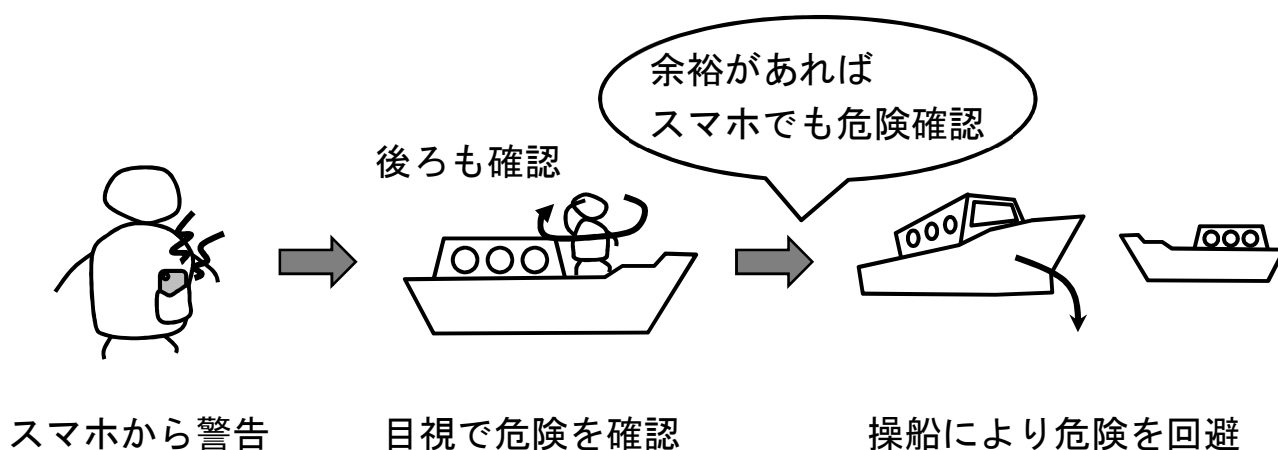 余裕があれば
スマホでも危険確認
後ろも確認
スマホから警告
目視で危険を確認
操船により危険を回避